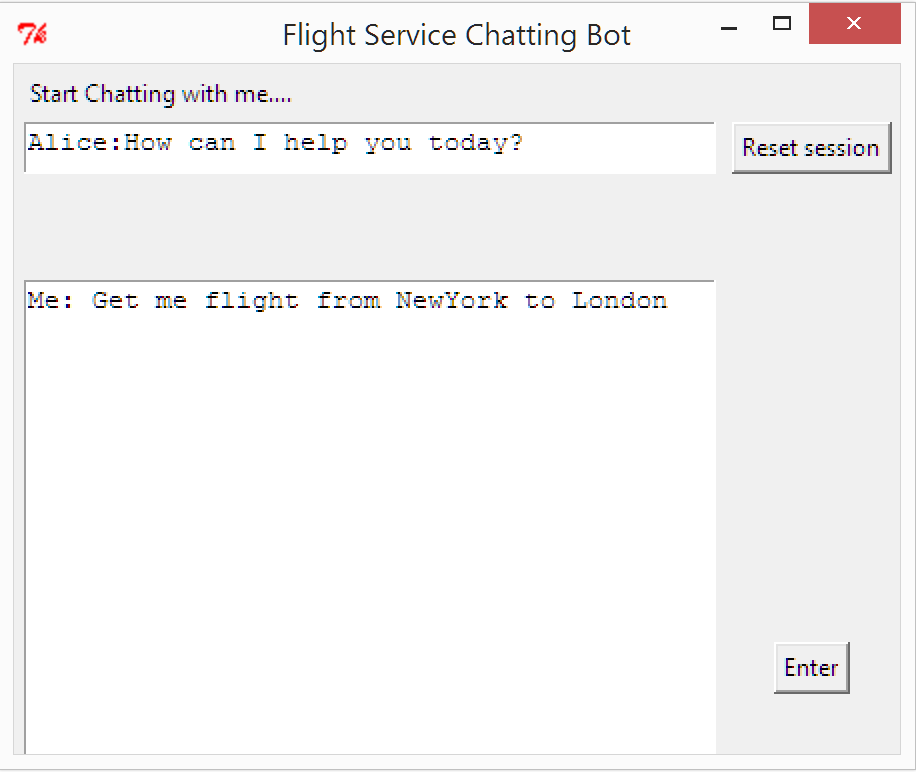 Flight Service Chatting Bot
Start Chatting with me....
Alice:How can I help you today?
Reset session
Me: Get me flight from NewYork to London
Enter